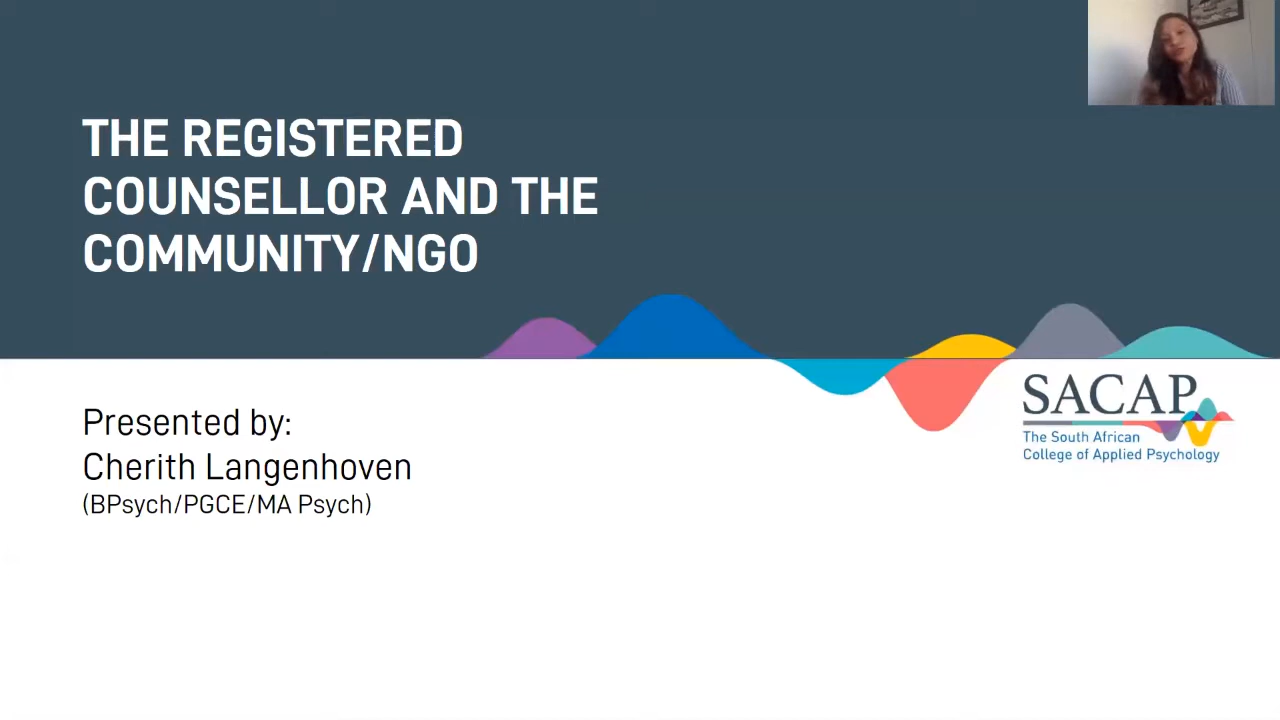 THE REGISTERED
COUNSELLOR AND THE
COMMUNITY/NGO
Presented by:
Cherith Langenhoven
(BPsych/PGCE/MA Psych)
SACAP
The South African
College of Applied Psychology